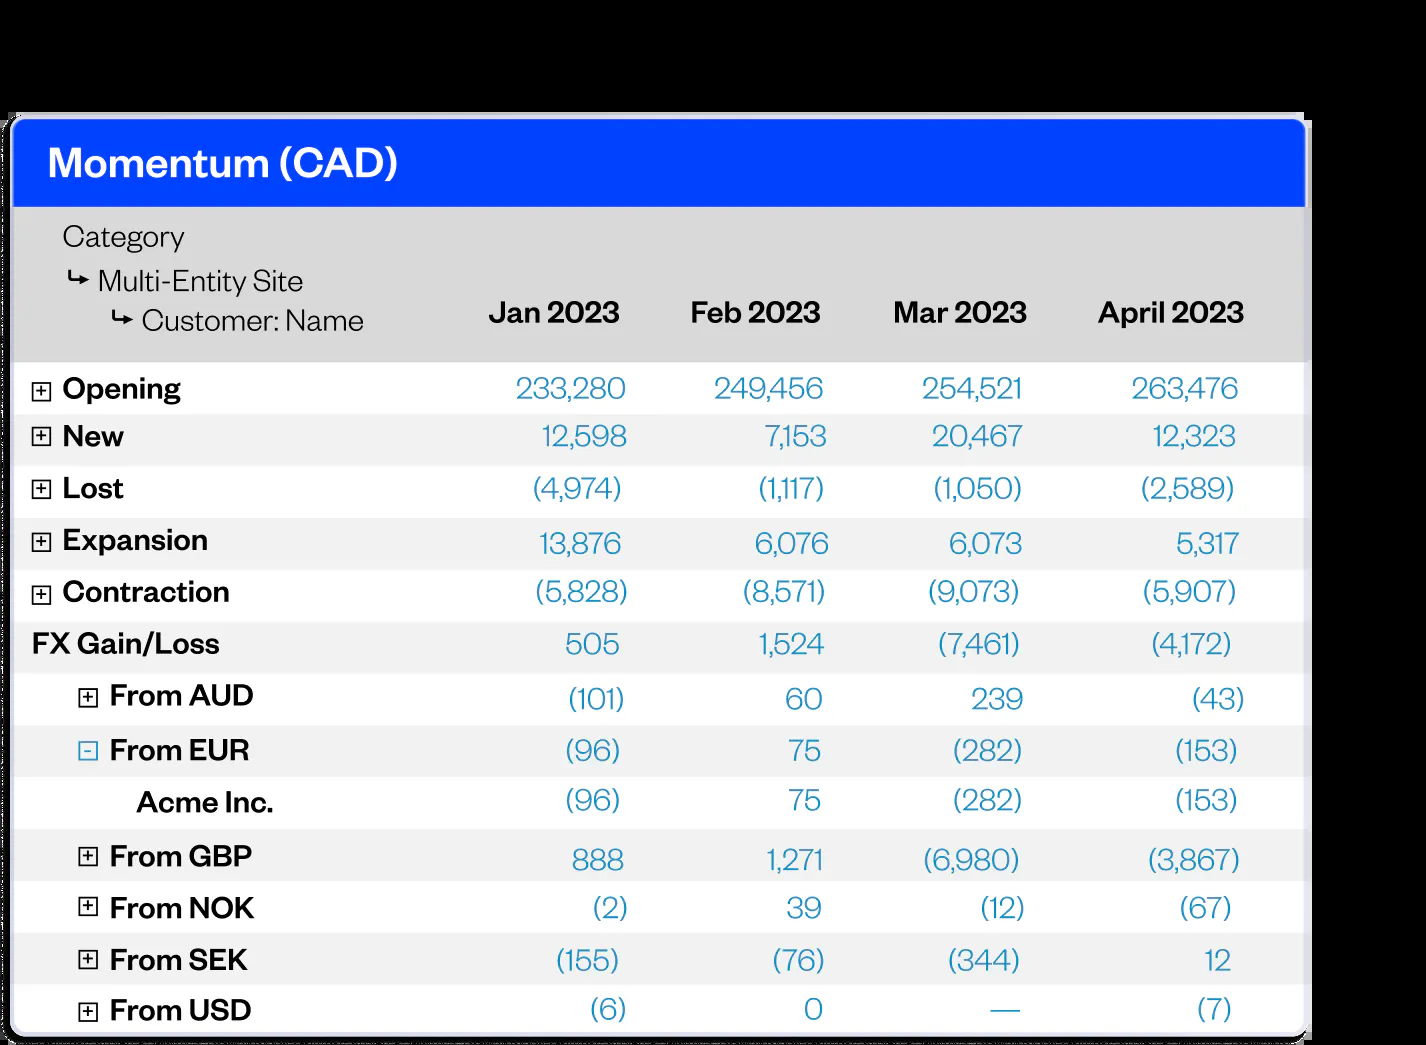 Momentum (CAD)
Category
↳ Multi-Entity Site
↳ Customer: Name
Jan 2023 Feb 2023 Mar 2023 April 2023
Opening 233,280 249,456 254,521 263,476
New 12,598 7,153 20,467 12,323
Lost (4,974) (1,117) (1,050) (2,589)
Expansion 13,876 6,076 6,073 5,317
Contraction (5,828) (8,571) (9,073) (5,907)
FX Gain/Loss 505 1,524 (7,461) (4,172)
From AUD (101) 60 239 (43)
From EUR (96) 75 (282) (153)
Acme Inc. (96) 75 (282) (153)
From GBP 888 1,271 (6,980) (3,867)
From NOK (2) 39 (12) (67)
From SEK (155) (76) (344) 12
From USD (6) 0 — (7)